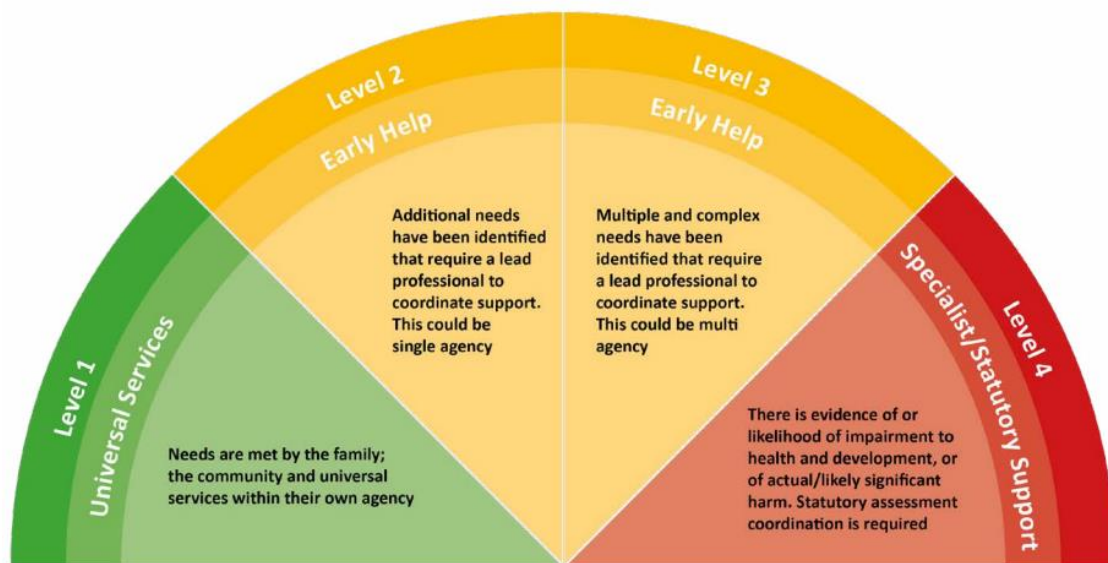 Level 1
Universal Services
Needs are met by the family;
the community and universal
services within their own agency
Level 2
Early Help
Additional needs
have been identified
that require a lead
professional to
coordinate support.
This could be
single agency
Level 3
Early Help
Multiple and complex
needs have been
identified that require
a lead professional to
coordinate support.
This could be multi
agency
Level 4
Specialist/Statutory Support
There is evidence of or
likelihood of impairment to
health and development, or
of actual/likely significant
harm. Statutory assessment
coordination is required